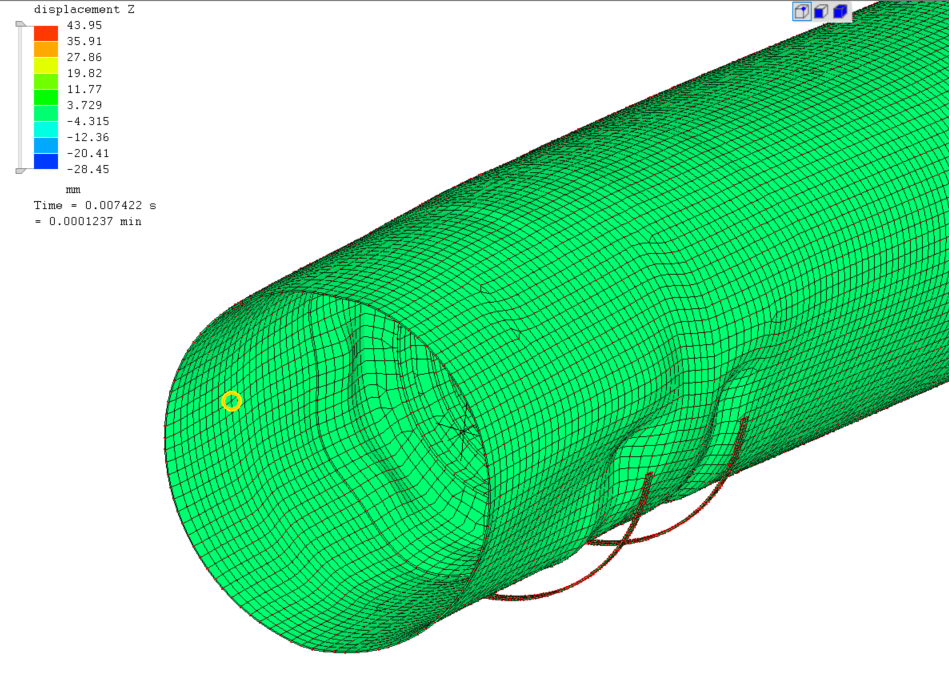 displacement Z
43.95
35.91
27.86
19.82
11.77
3.729
-4.315
-12.36
-20.41
-28.45
mm
Time = 0.007422 s
= 0.0001237 min